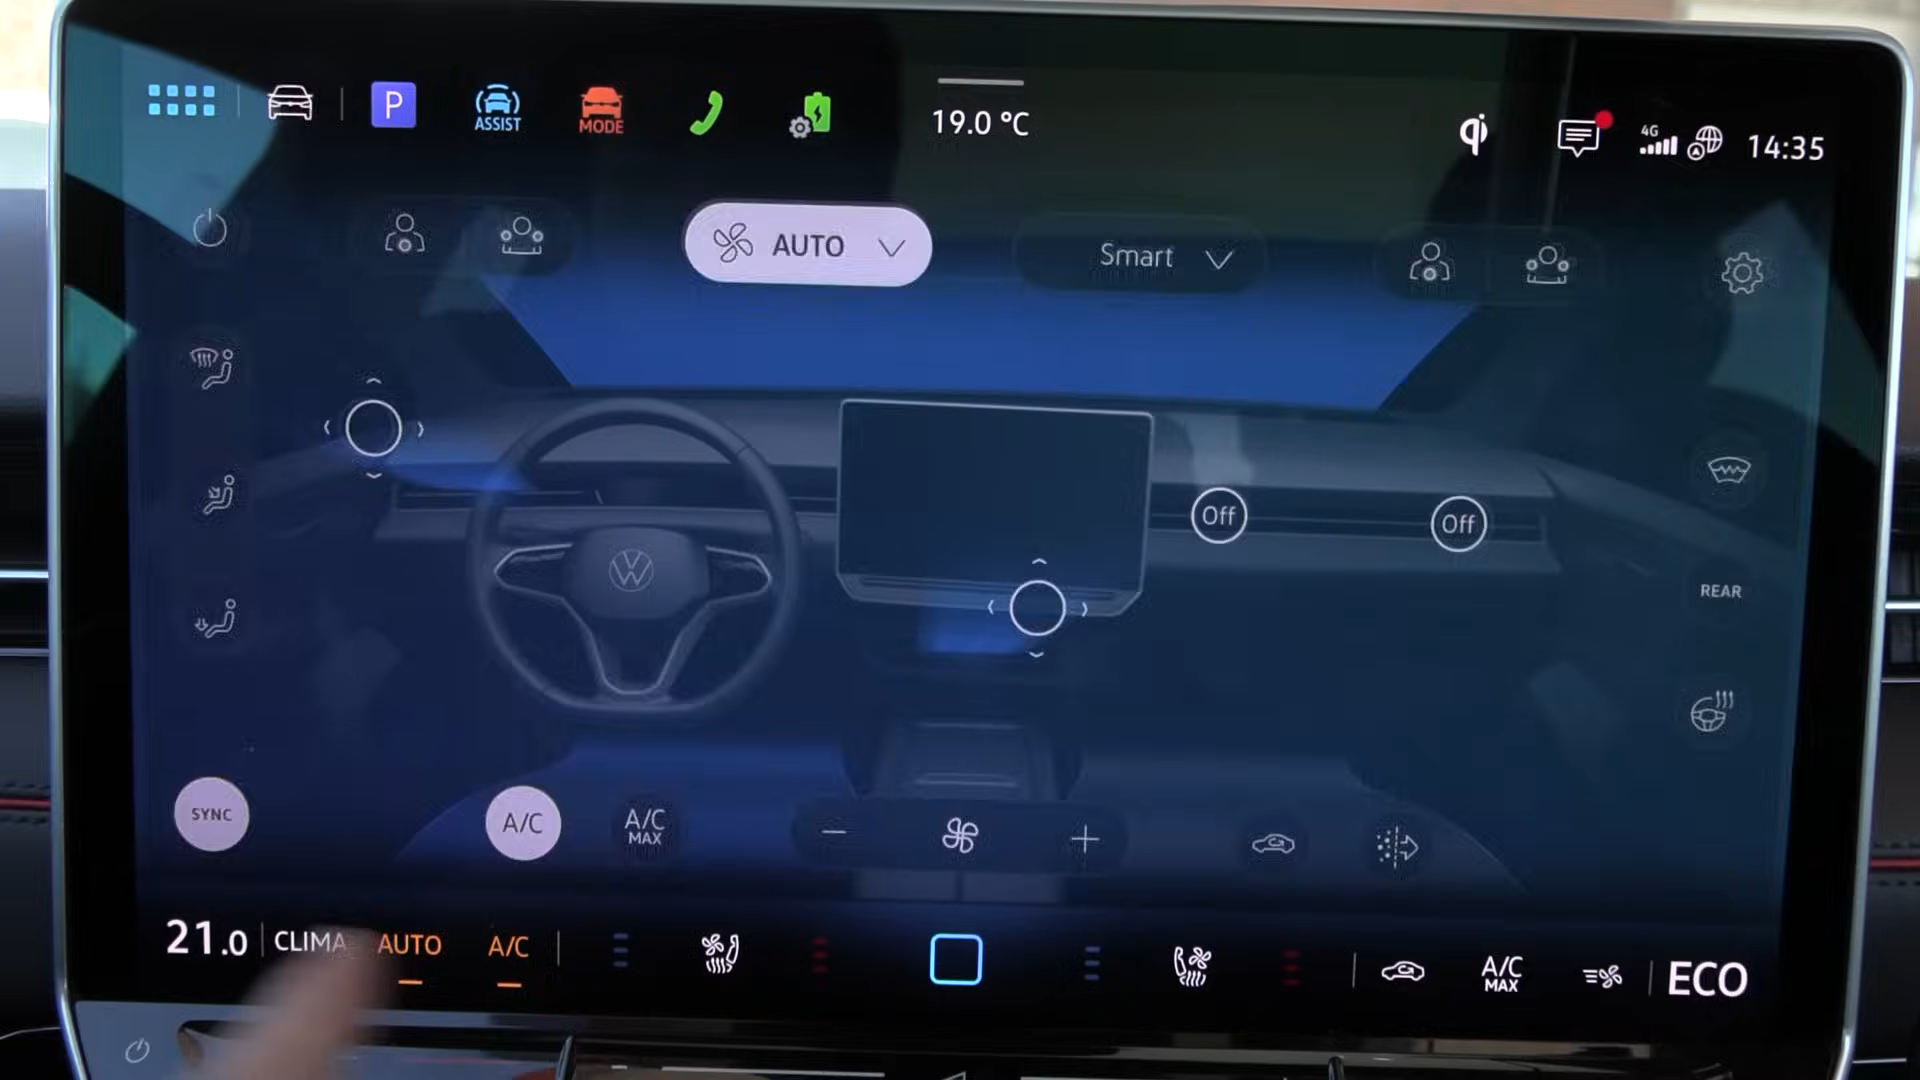 P
ASSIST
MODE
19.0 °C
4G
14:35
AUTO
Smart
Off
Off
REAR
SYNC
A/C
A/C
MAX
21.0
CLIMA
AUTO
A/C
A/C
MAX
ECO